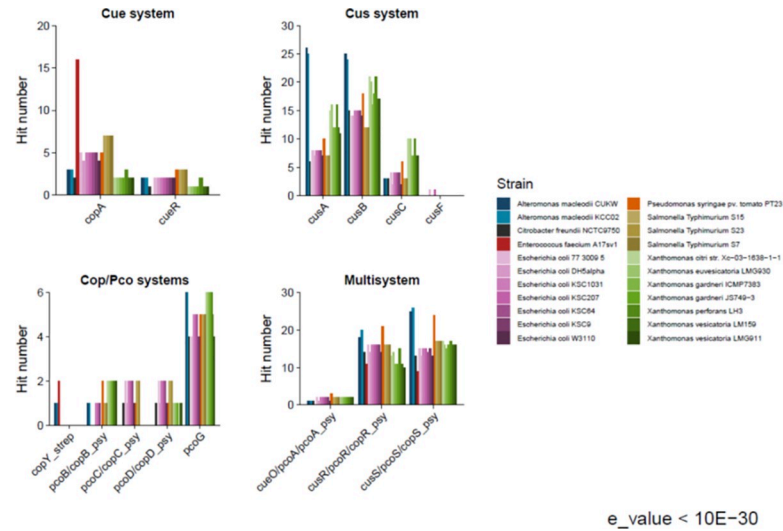 Cue system
Cus system
Hit number
20
15
10
5
0
copA
cueR
Hit number
30
25
20
15
10
5
0
cusA
cusB
cusC
cusF
Cop/Pco systems
Multisystem
Hit number
6
4
2
0
copY_strep
pcoB/copB_psy
pcoC/copC_psy
pcoD/copD_psy
pcoG
Hit number
30
20
10
0
cueO/pcoA/pcoA_psy
cusR/pcoR/copR_psy
cusS/pcoS/copS_psy
Strain
Alteromonas macleodii CUKW
Alteromonas macleodii KCC02
Citrobacter freundii NCTC9750
Enterococcus faecium A17sv1
Escherichia coli 77 3009 5
Escherichia coli DH5alpha
Escherichia coli KSC1031
Escherichia coli KSC207
Escherichia coli KSC64
Escherichia coli KSC9
Escherichia coli W3110
Pseudomonas syringae pv. tomato PT23
Salmonella Typhimurium S15
Salmonella Typhimurium S23
Salmonella Typhimurium S7
Xanthomonas citri str. Xc-03-1638-1-1
Xanthomonas euvesicatoria LMG930
Xanthomonas gardneri ICMP7383
Xanthomonas gardneri JS749-3
Xanthomonas perforans LH3
Xanthomonas vesicatoria LM159
Xanthomonas vesicatoria LMG911
e_value < 10E−30